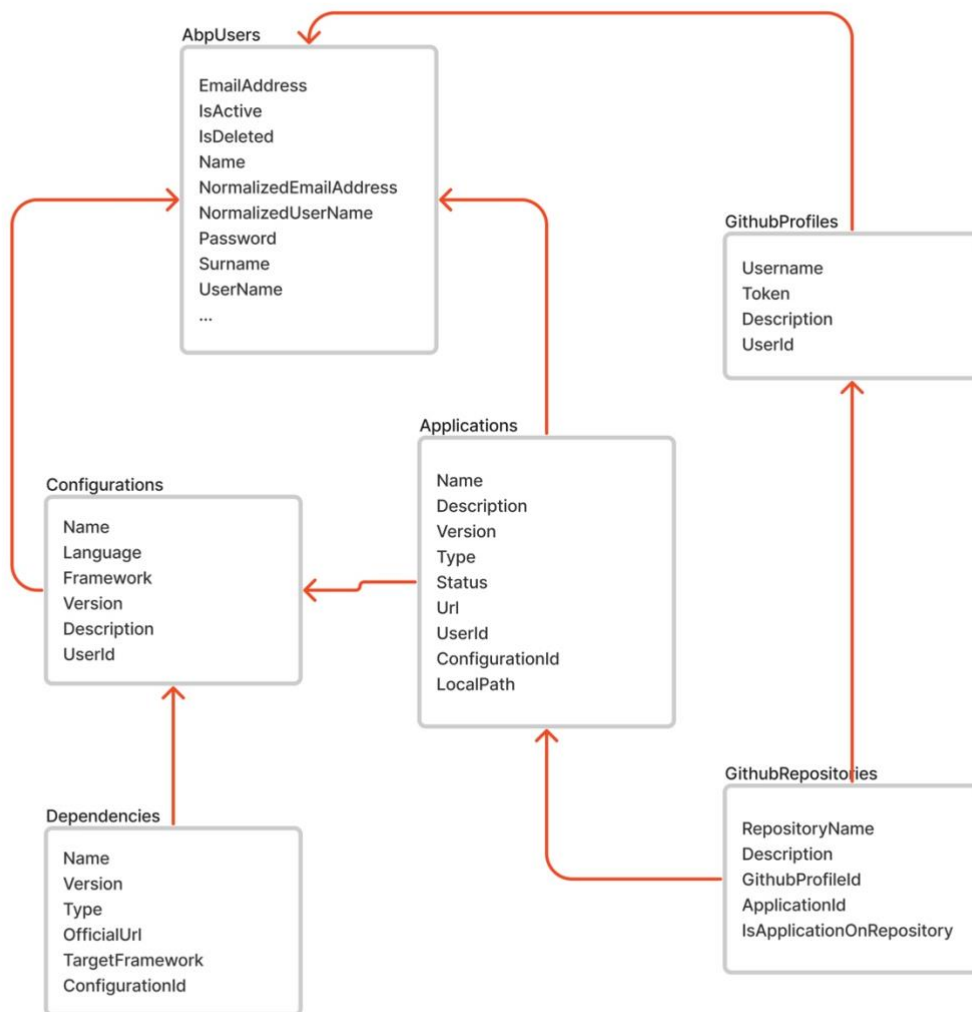 AbpUsers
EmailAddress
IsActive
IsDeleted
Name
NormalizedEmailAddress
NormalizedUserName
Password
Surname
UserName
...
GithubProfiles
Username
Token
Description
UserId
Applications
Name
Description
Version
Type
Status
Url
UserId
ConfigurationId
LocalPath
Configurations
Name
Language
Framework
Version
Description
UserId
GithubRepositories
RepositoryName
Description
GithubProfileId
ApplicationId
IsApplicationOnRepository
Dependencies
Name
Version
Type
OfficialUrl
TargetFramework
ConfigurationId